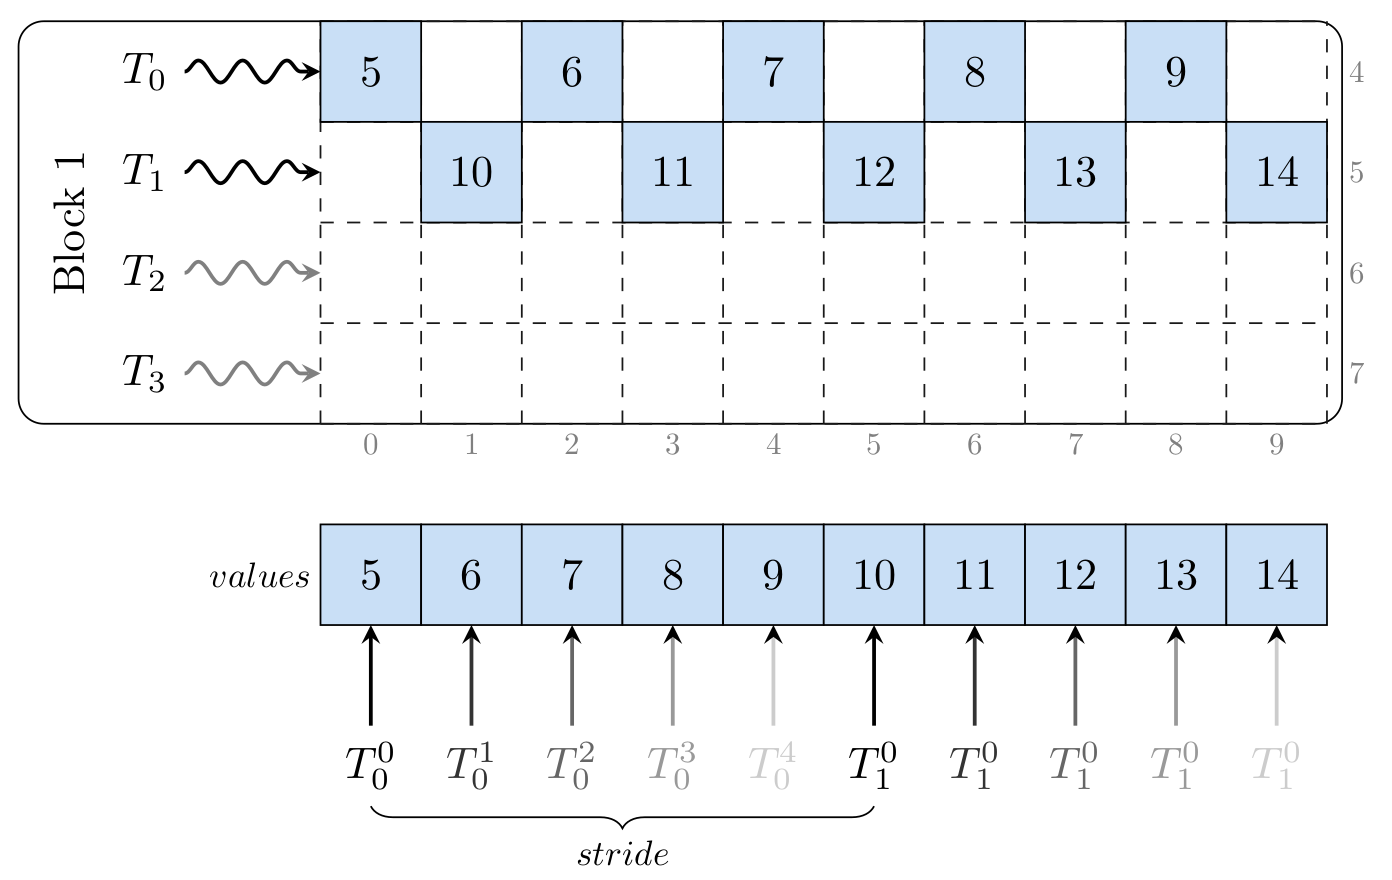 T_0 5 6 7 8 9 4
T_1 10 11 12 13 14 5
Block 1
T_2 6
T_3 7
0 1 2 3 4 5 6 7 8 9
values 5 6 7 8 9 10 11 12 13 14
T_0^0 T_0^1 T_0^2 T_0^3 T_0^4 T_1^0 T_1^0 T_1^0 T_1^0 T_1^0
stride